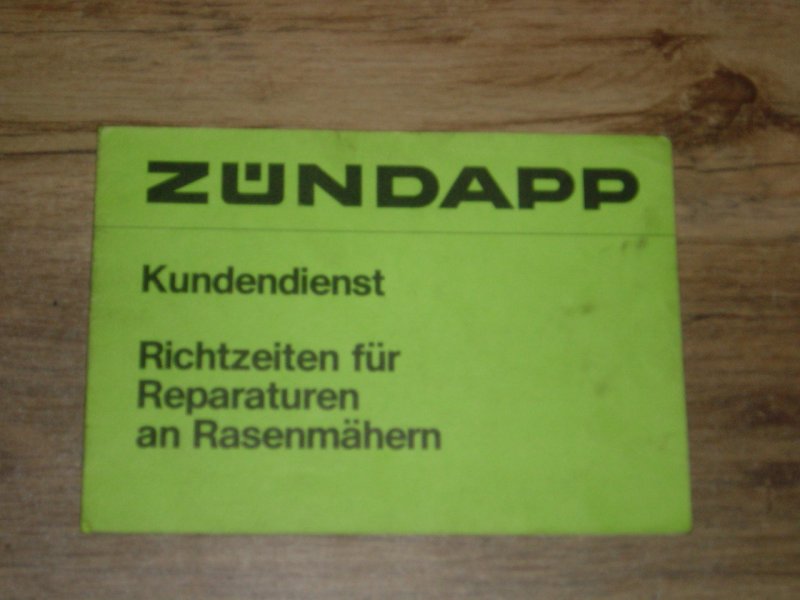 ZÜNDAPP
Kundendienst
Richtzeiten für
Reparaturen
an Rasenmähern